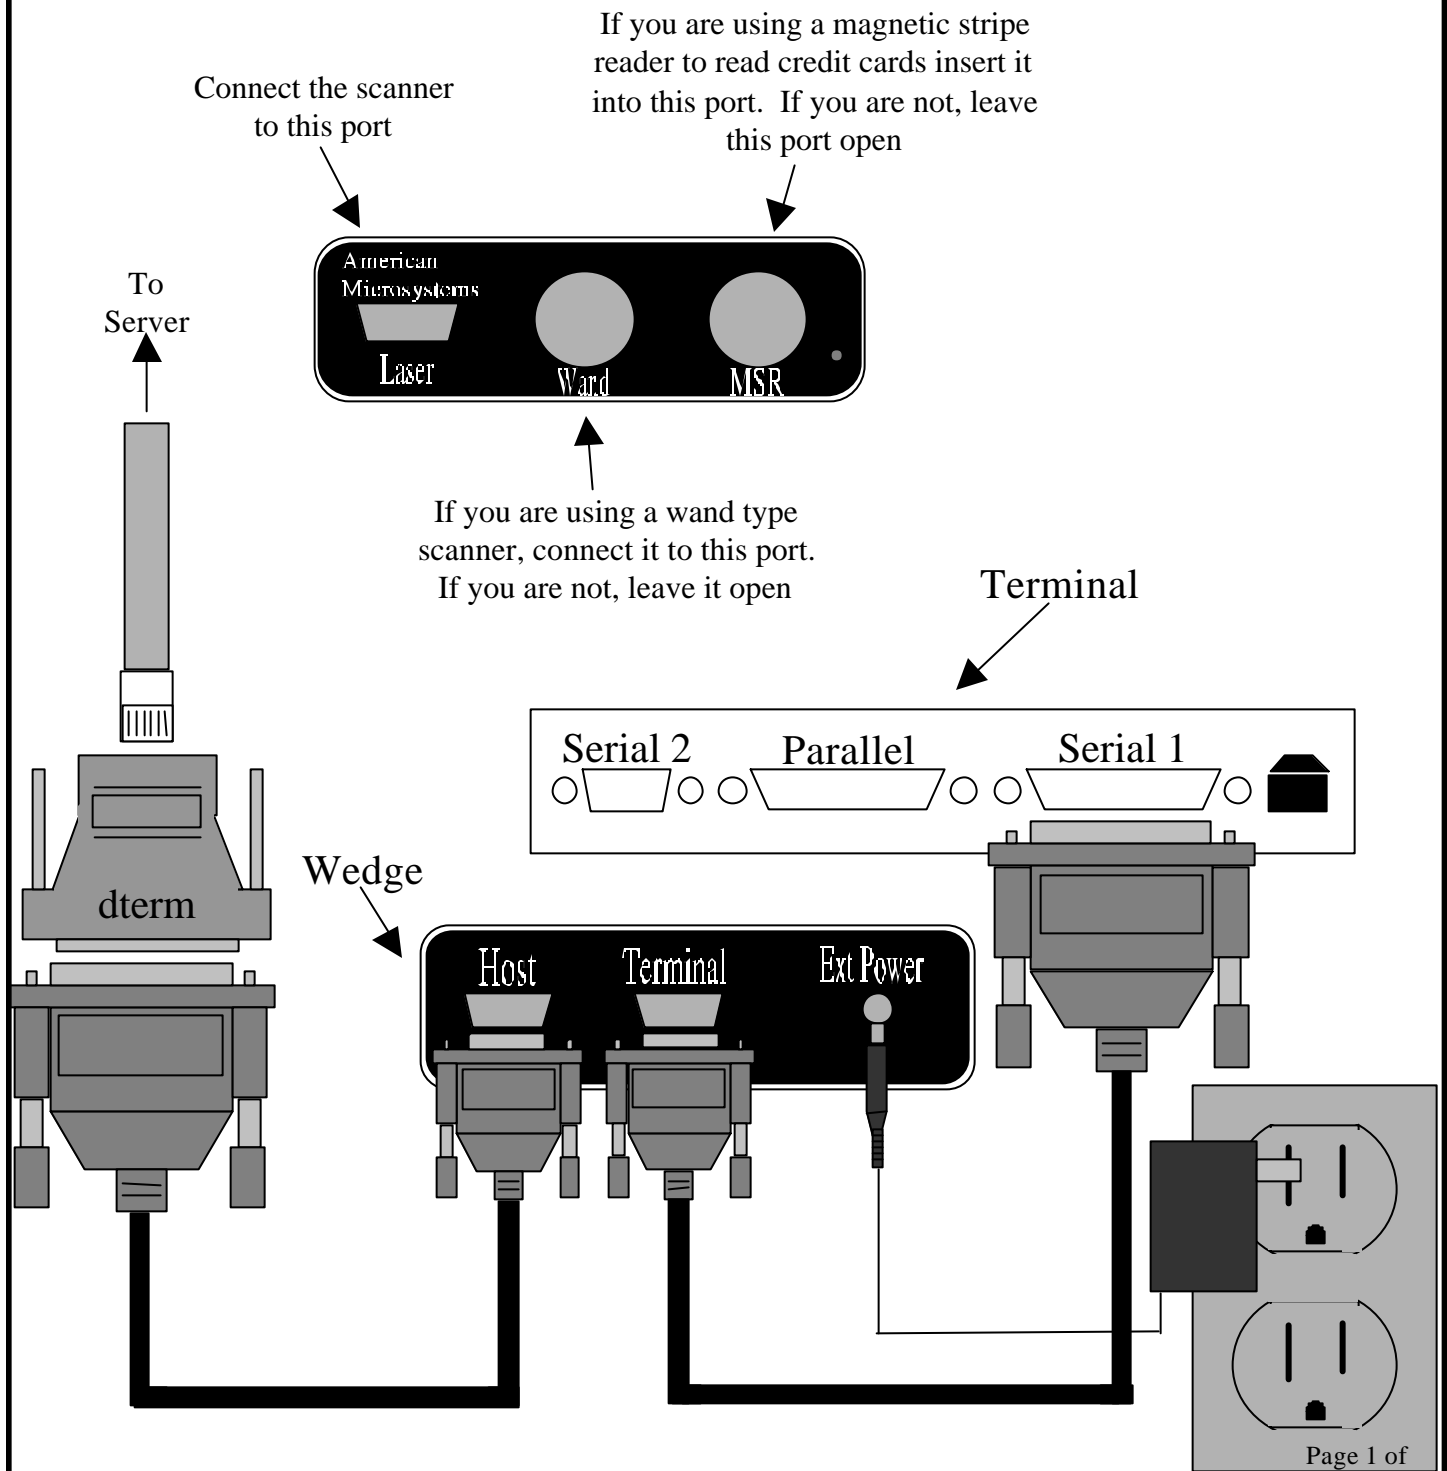 If you are using a magnetic stripe
reader to read credit cards insert it
into this port.  If you are not, leave
this port open
Connect the scanner
to this port
American
Microsystems
Laser
Wand
MSR
To
Server
If you are using a wand type
scanner, connect it to this port.
If you are not, leave it open
Terminal
Serial 2
Parallel
Serial 1
Wedge
dterm
Host
Terminal
Ext Power
Page 1 of